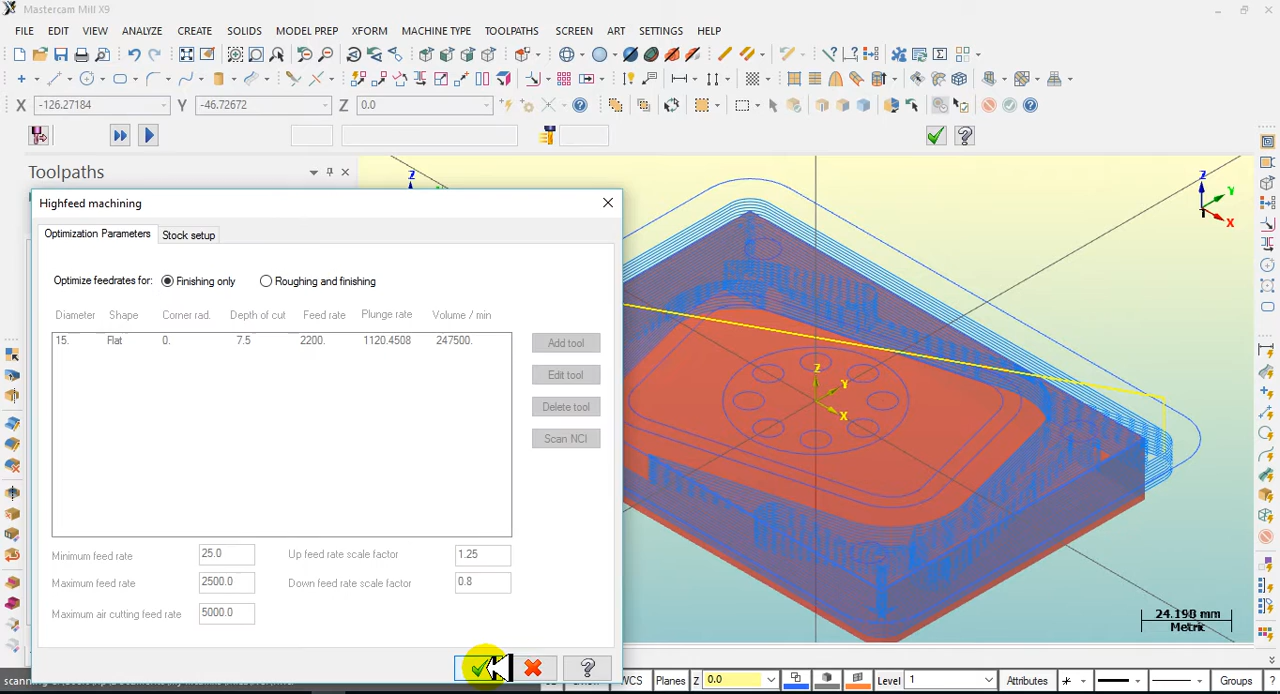 Mastercam Mill X9
FILE EDIT VIEW ANALYZE CREATE SOLIDS MODEL PREP XFORM MACHINE TYPE TOOLPATHS SCREEN ART SETTINGS HELP
X -126.27184 Y -46.72672 Z 0.0
Toolpaths
Highfeed machining
Optimization Parameters Stock setup
Optimize feedrates for: Finishing only Roughing and finishing
Diameter Shape Corner rad. Depth of cut Feed rate Plunge rate Volume / min
15. Flat 0. 7.5 2200. 1120.4508 247500.
Add tool
Edit tool
Delete tool
Scan NCI
Minimum feed rate 25.0 Up feed rate scale factor 1.25
Maximum feed rate 2500.0 Down feed rate scale factor 0.8
Maximum air cutting feed rate 5000.0
Z
Z
Y
X
Z
Y
X
24.198 mm
Metric
WCS Planes Z 0.0 Level 1 Attributes Groups ?